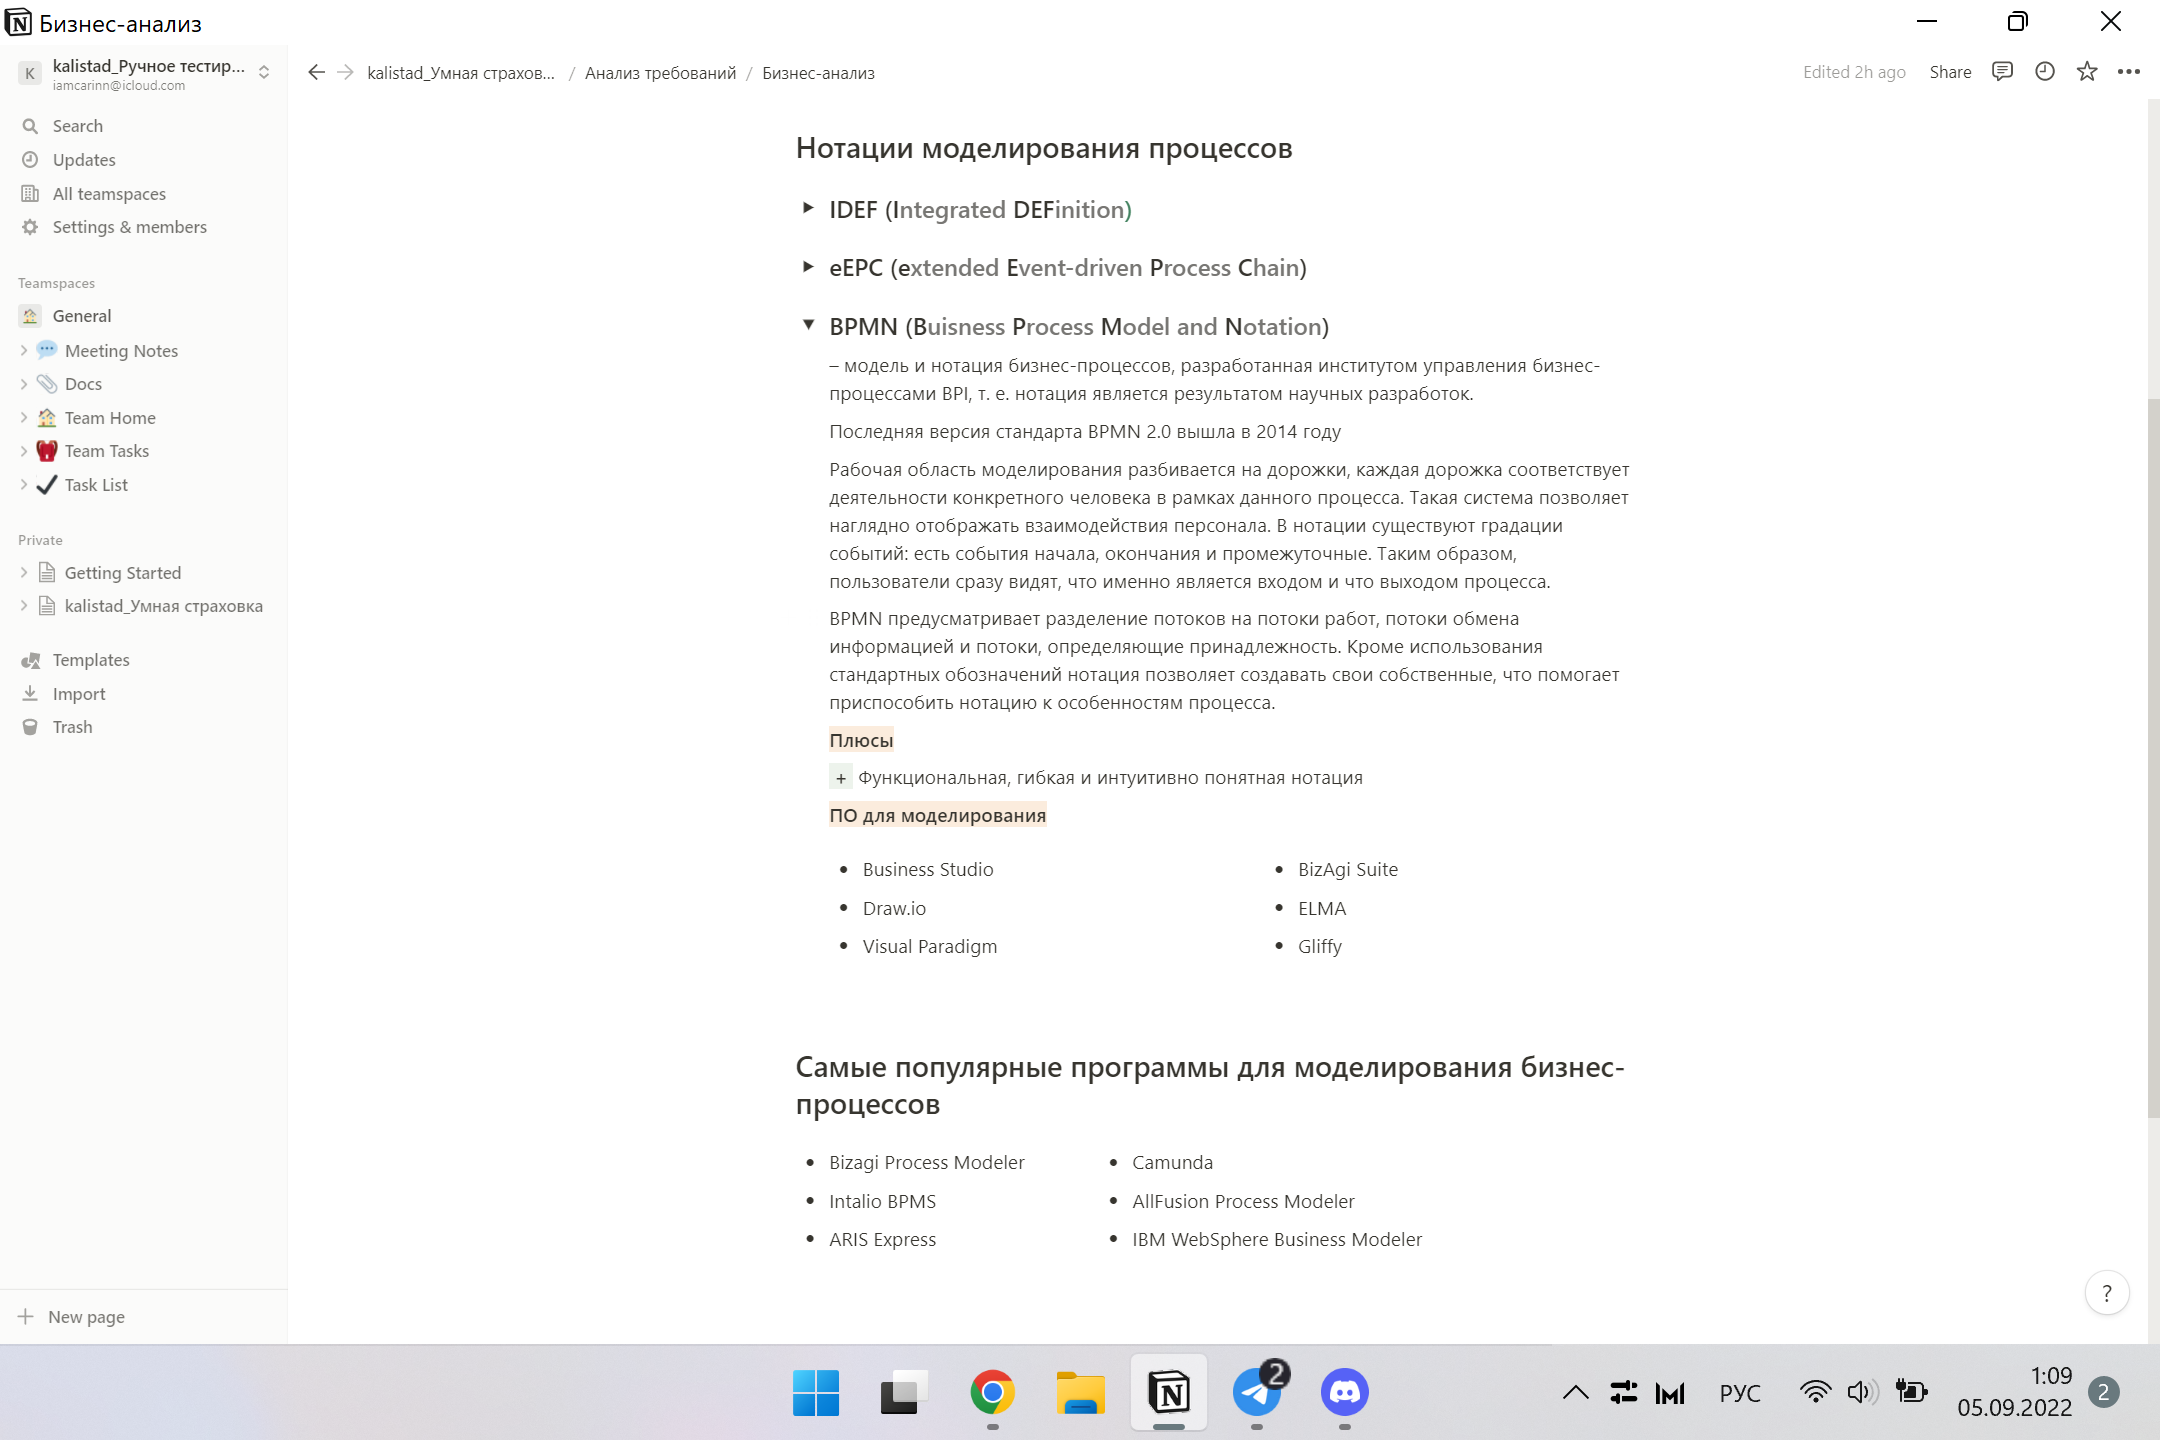 Бизнес-анализ
K
kalistad_Ручное тестир...
iamcarinn@icloud.com
Search
Updates
All teamspaces
Settings & members
Teamspaces
General
Meeting Notes
Docs
Team Home
Team Tasks
Task List
Private
Getting Started
kalistad_Умная страховка
Templates
Import
Trash
New page
kalistad_Умная страхов... / Анализ требований / Бизнес-анализ
Edited 2h ago Share
Нотации моделирования процессов
IDEF (Integrated DEFinition)
eEPC (extended Event-driven Process Chain)
BPMN (Buisness Process Model and Notation)
– модель и нотация бизнес-процессов, разработанная институтом управления бизнес-
процессами BPI, т. е. нотация является результатом научных разработок.
Последняя версия стандарта BPMN 2.0 вышла в 2014 году
Рабочая область моделирования разбивается на дорожки, каждая дорожка соответствует
деятельности конкретного человека в рамках данного процесса. Такая система позволяет
наглядно отображать взаимодействия персонала. В нотации существуют градации
событий: есть события начала, окончания и промежуточные. Таким образом,
пользователи сразу видят, что именно является входом и что выходом процесса.
BPMN предусматривает разделение потоков на потоки работ, потоки обмена
информацией и потоки, определяющие принадлежность. Кроме использования
стандартных обозначений нотация позволяет создавать свои собственные, что помогает
приспособить нотацию к особенностям процесса.
Плюсы
+ Функциональная, гибкая и интуитивно понятная нотация
ПО для моделирования
• Business Studio
• Draw.io
• Visual Paradigm
• BizAgi Suite
• ELMA
• Gliffy
Самые популярные программы для моделирования бизнес-
процессов
• Bizagi Process Modeler
• Intalio BPMS
• ARIS Express
• Camunda
• AllFusion Process Modeler
• IBM WebSphere Business Modeler
?
2
РУС
1:09
05.09.2022
2